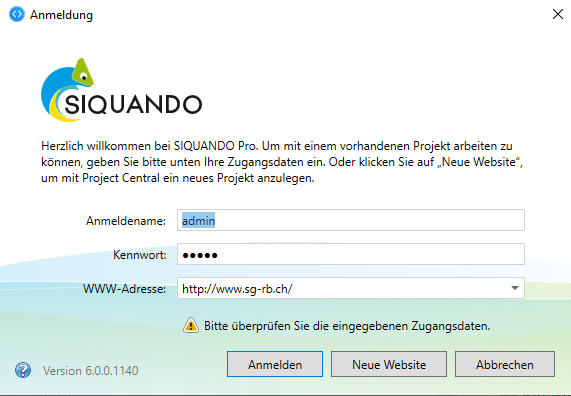 Anmeldung
SIQUANDO
Herzlich willkommen bei SIQUANDO Pro. Um mit einem vorhandenen Projekt arbeiten zu
können, geben Sie bitte unten Ihre Zugangsdaten ein. Oder klicken Sie auf „Neue Website“,
um mit Project Central ein neues Projekt anzulegen.
Anmeldename: admin
Kennwort: •••••
WWW-Adresse: http://www.sg-rb.ch/
Bitte überprüfen Sie die eingegebenen Zugangsdaten.
Version 6.0.0.1140 Anmelden Neue Website Abbrechen